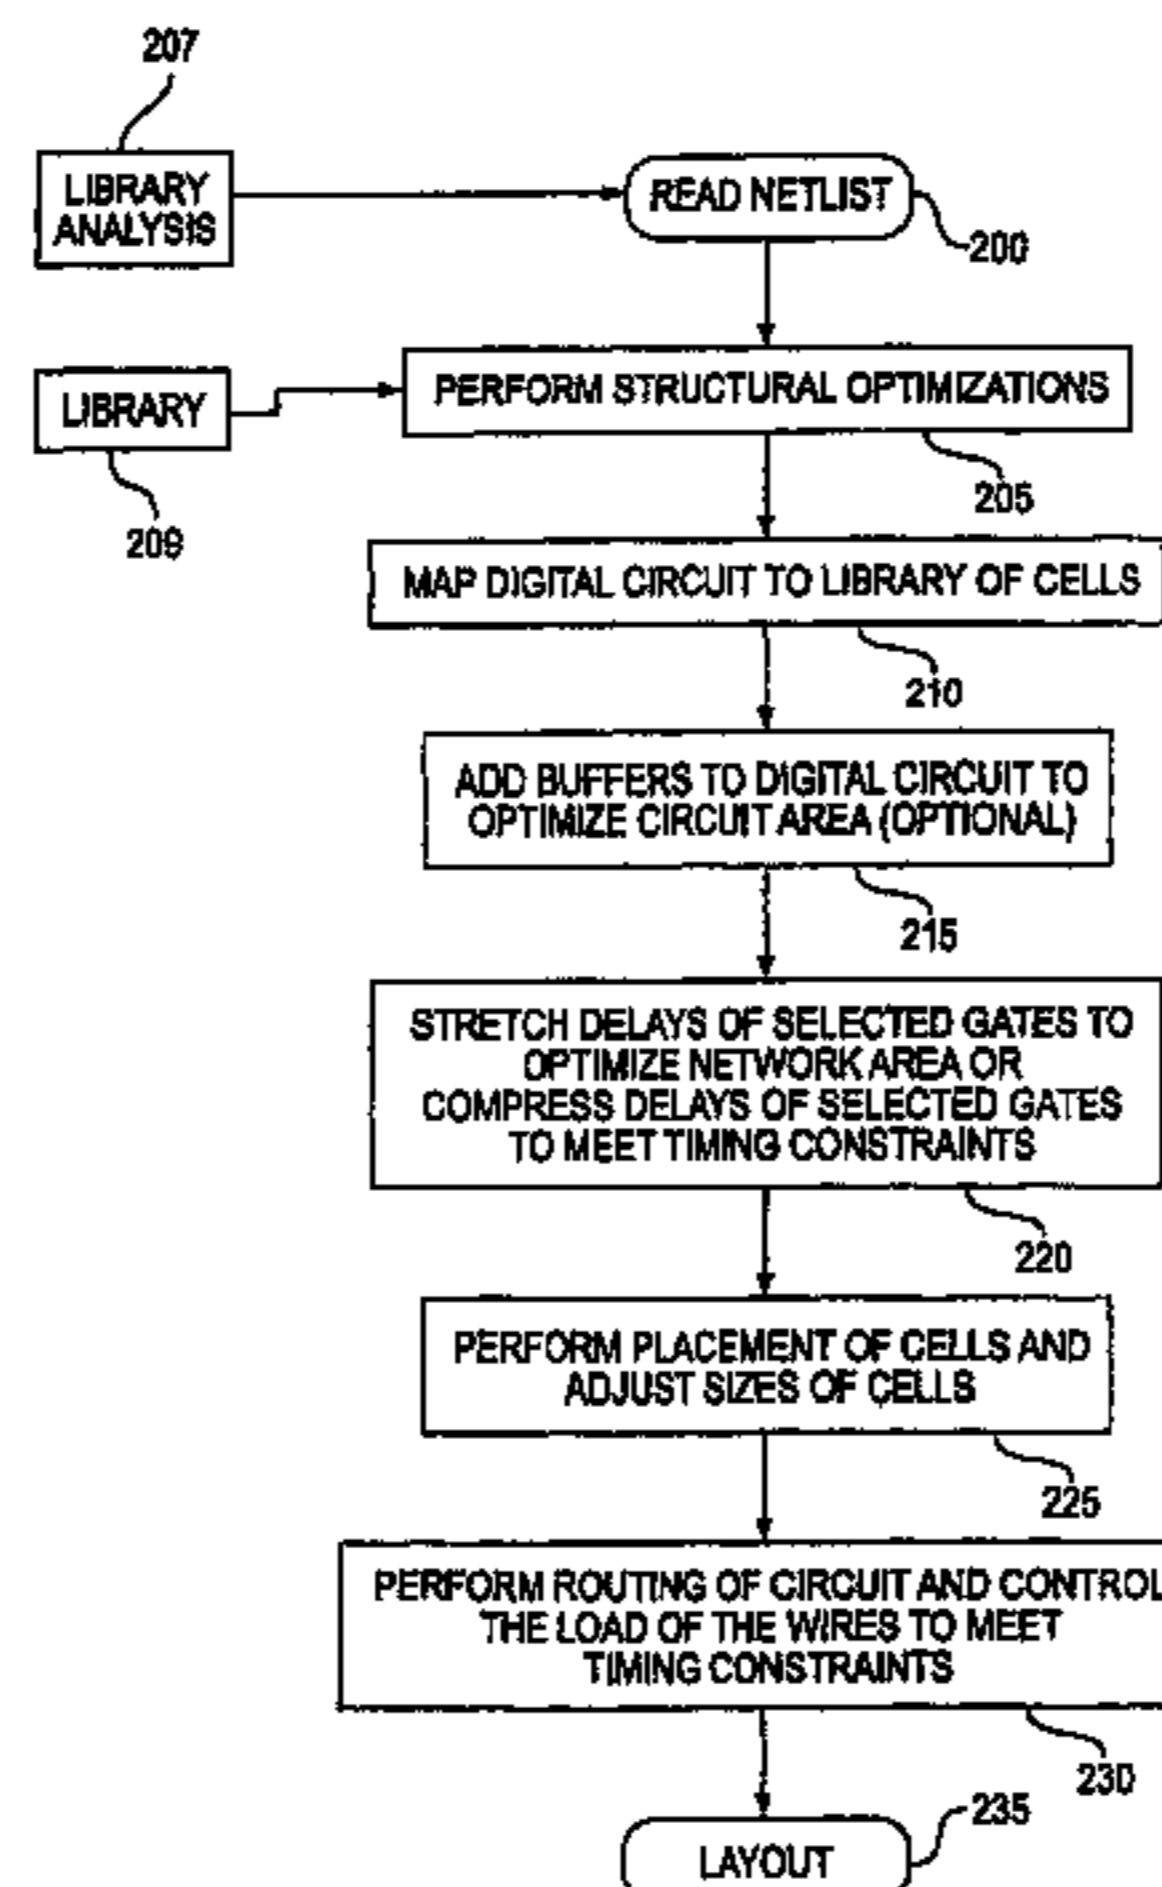 207
LIBRARY
ANALYSIS
READ NETLIST
200
LIBRARY
209
PERFORM STRUCTURAL OPTIMIZATIONS
205
MAP DIGITAL CIRCUIT TO LIBRARY OF CELLS
210
ADD BUFFERS TO DIGITAL CIRCUIT TO
OPTIMIZE CIRCUIT AREA (OPTIONAL)
215
STRETCH DELAYS OF SELECTED GATES TO
OPTIMIZE NETWORK AREA OR
COMPRESS DELAYS OF SELECTED GATES
TO MEET TIMING CONSTRAINTS
220
PERFORM PLACEMENT OF CELLS AND
ADJUST SIZES OF CELLS
225
PERFORM ROUTING OF CIRCUIT AND CONTROL
THE LOAD OF THE WIRES TO MEET
TIMING CONSTRAINTS
230
235
LAYOUT